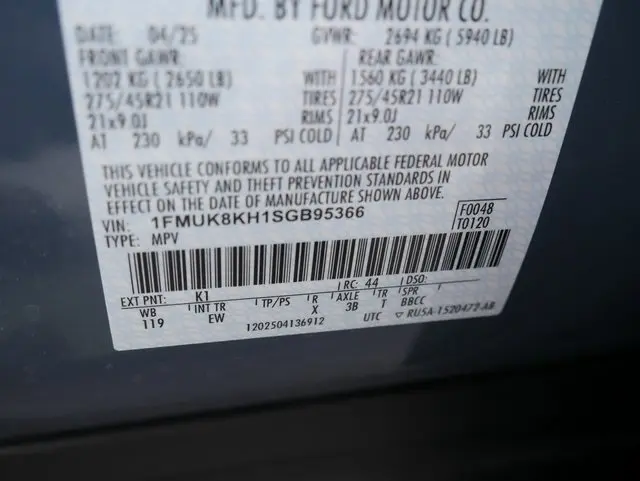 MFD. BY FORD MOTOR CO.
DATE: 04/25 GVWR: 2694 KG ( 5940 LB)
FRONT GAWR: REAR GAWR:
1202 KG ( 2650 LB) WITH 1560 KG ( 3440 LB) WITH
275/45R21 110W TIRES 275/45R21 110W TIRES
21x9.0J RIMS 21x9.0J RIMS
AT 230 kPa/ 33 PSI COLD AT 230 kPa/ 33 PSI COLD
THIS VEHICLE CONFORMS TO ALL APPLICABLE FEDERAL MOTOR
VEHICLE SAFETY AND THEFT PREVENTION STANDARDS IN
EFFECT ON THE DATE OF MANUFACTURE SHOWN ABOVE.
VIN: 1FMUK8KH1SGB95366 F0048
TYPE: MPV T0120
EXT PNT: K1 RC: 44 DSO:
WB INT TR TP/PS R AXLE TR SPR
119 EW X 3B T BBCC
1202504136912 UTC ▽ RU5A-1520472-AB